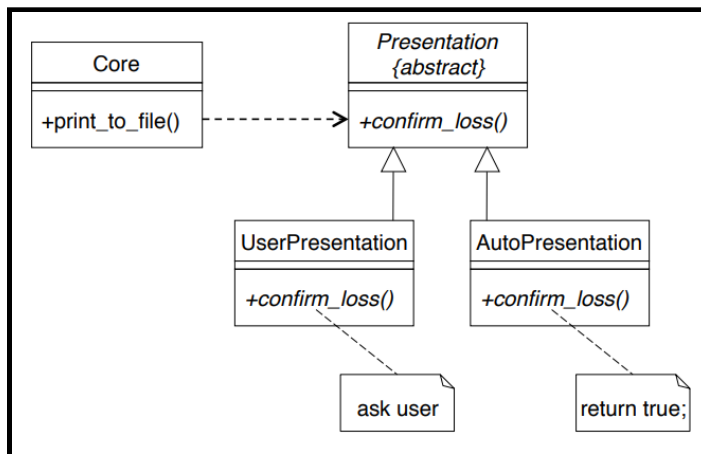 Core
+print_to_file()
Presentation
{abstract}
+confirm_loss()
UserPresentation
+confirm_loss()
AutoPresentation
+confirm_loss()
ask user
return true;